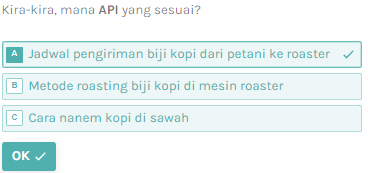 Kira-kira, mana API yang sesuai?
A Jadwal pengiriman biji kopi dari petani ke roaster
B Metode roasting biji kopi di mesin roaster
C Cara nanem kopi di sawah
OK